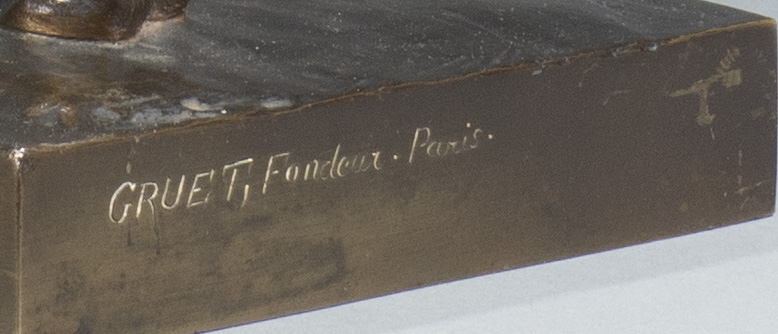 GRUET, Fondeur. Paris.